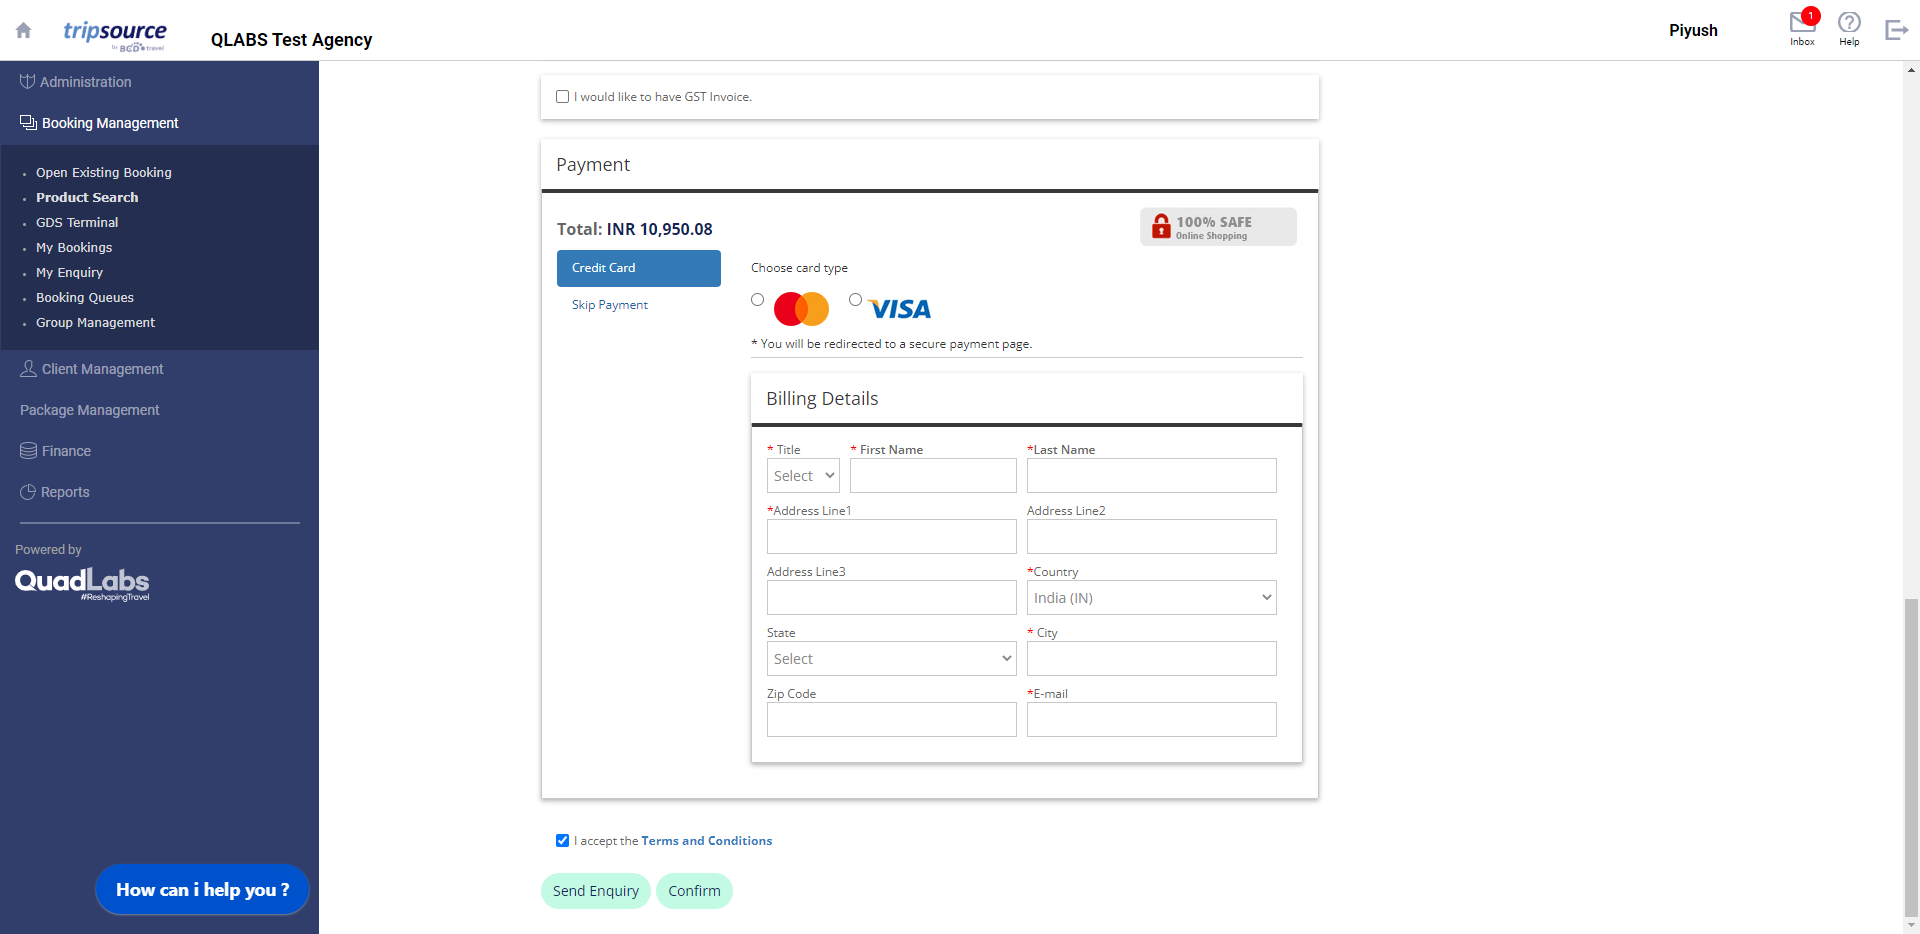 tripsource
by BCD travel
QLABS Test Agency
Piyush
1
Inbox
Help
Administration
Booking Management
Open Existing Booking
Product Search
GDS Terminal
My Bookings
My Enquiry
Booking Queues
Group Management
Client Management
Package Management
Finance
Reports
Powered by
QuadLabs
#ReshapingTravel
How can i help you ?
I would like to have GST Invoice.
Payment
Total: INR 10,950.08
100% SAFE
Online Shopping
Credit Card
Skip Payment
Choose card type
VISA
* You will be redirected to a secure payment page.
Billing Details
* Title * First Name *Last Name
Select
*Address Line1 Address Line2
Address Line3 *Country
India (IN)
State * City
Select
Zip Code *E-mail
I accept the Terms and Conditions
Send Enquiry Confirm